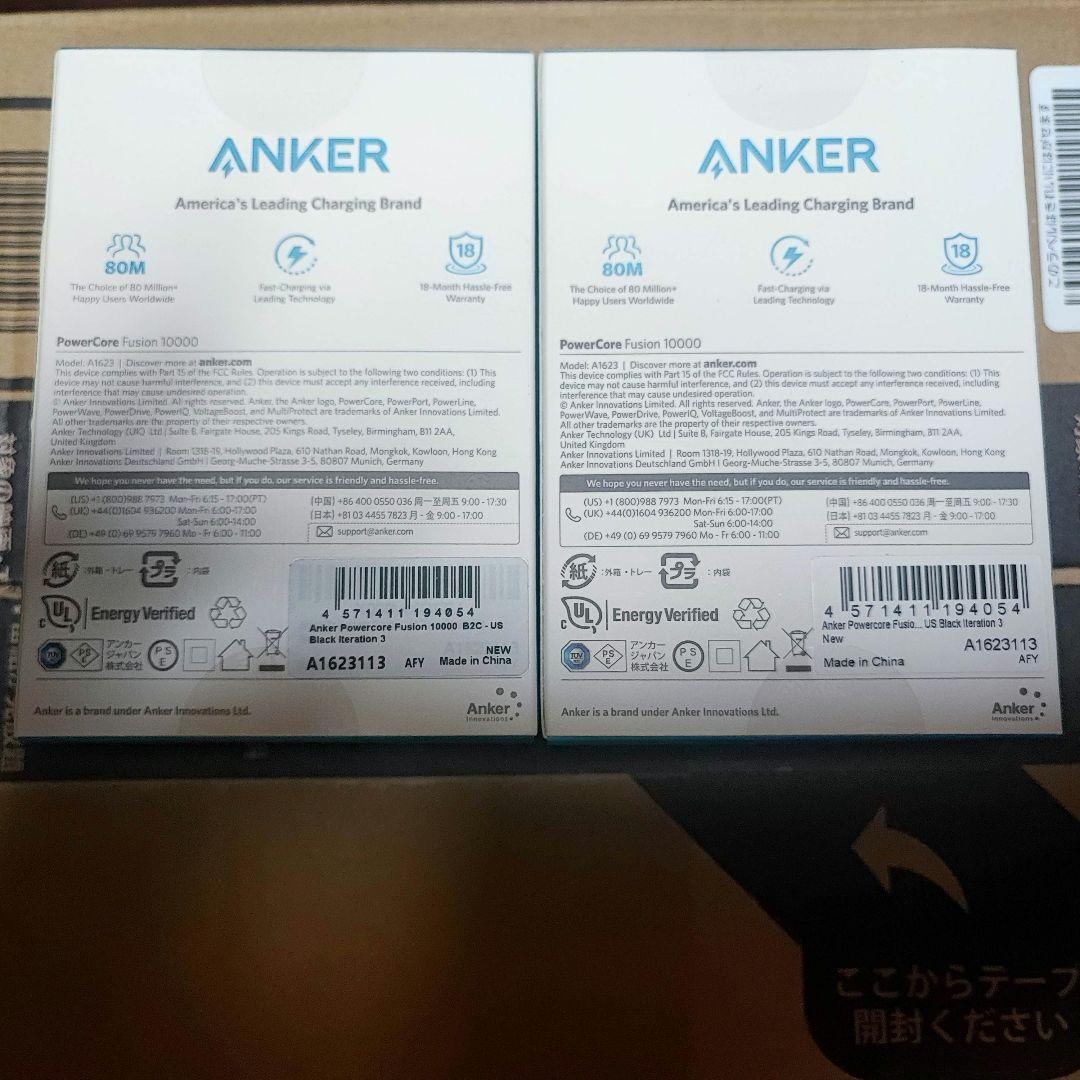 ANKER
America's Leading Charging Brand
80M
The Choice of 80 Million+
Happy Users Worldwide
Fast-Charging via
Leading Technology
18
18-Month Hassle-Free
Warranty
PowerCore Fusion 10000
Model: A1623 | Discover more at anker.com
This device complies with Part 15 of the FCC Rules. Operation is subject to the following two conditions: (1) This
device may not cause harmful interference, and (2) this device must accept any interference received, including
interference that may cause undesired operation.
© Anker Innovations Limited. All rights reserved. Anker, the Anker logo, PowerCore, PowerPort, PowerLine,
PowerWave, PowerDrive, PowerIQ, VoltageBoost, and MultiProtect are trademarks of Anker Innovations Limited.
All other trademarks are the property of their respective owners.
Anker Technology (UK) Ltd | Suite B, Fairgate House, 205 Kings Road, Tyseley, Birmingham, B11 2AA,
United Kingdom
Anker Innovations Limited | Room 1318-19, Hollywood Plaza, 610 Nathan Road, Mongkok, Kowloon, Hong Kong
Anker Innovations Deutschland GmbH | Georg-Muche-Strasse 3-5, 80807 Munich, Germany
We hope you never have the need, but if you do, our service is friendly and hassle-free.
(US) +1 (800)988 7973 Mon-Fri 6:15 - 17:00(PT)
(UK) +44(0)1604 936200 Mon-Fri 6:00-17:00
Sat-Sun 6:00-14:00
(DE) +49 (0) 69 9579 7960 Mo - Fr 6:00 - 11:00
(中国) +86 400 0550 036 周一至周五 9:00 - 17:30
(日本) +81 03 4455 7823 月 - 金 9:00 - 17:00
support@anker.com
紙 :外箱・トレー プラ :内袋
UL Energy Verified
TÜV PSE アンカー・
ジャパン
株式会社
PSE
4 571411 194054
Anker Powercore Fusion 10000 B2C - US
Black Iteration 3
NEW
A1623113 AFY Made in China
Anker is a brand under Anker Innovations Ltd.
Anker
Innovations
ANKER
America's Leading Charging Brand
80M
The Choice of 80 Million+
Happy Users Worldwide
Fast-Charging via
Leading Technology
18
18-Month Hassle-Free
Warranty
PowerCore Fusion 10000
Model: A1623 | Discover more at anker.com
This device complies with Part 15 of the FCC Rules. Operation is subject to the following two conditions: (1) This
device may not cause harmful interference, and (2) this device must accept any interference received, including
interference that may cause undesired operation.
© Anker Innovations Limited. All rights reserved. Anker, the Anker logo, PowerCore, PowerPort, PowerLine,
PowerWave, PowerDrive, PowerIQ, VoltageBoost, and MultiProtect are trademarks of Anker Innovations Limited.
All other trademarks are the property of their respective owners.
Anker Technology (UK) Ltd | Suite B, Fairgate House, 205 Kings Road, Tyseley, Birmingham, B11 2AA,
United Kingdom
Anker Innovations Limited | Room 1318-19, Hollywood Plaza, 610 Nathan Road, Mongkok, Kowloon, Hong Kong
Anker Innovations Deutschland GmbH | Georg-Muche-Strasse 3-5, 80807 Munich, Germany
We hope you never have the need, but if you do, our service is friendly and hassle-free.
(US) +1 (800)988 7973 Mon-Fri 6:15 - 17:00(PT)
(UK) +44(0)1604 936200 Mon-Fri 6:00-17:00
Sat-Sun 6:00-14:00
(DE) +49 (0) 69 9579 7960 Mo - Fr 6:00 - 11:00
(中国) +86 400 0550 036 周一至周五 9:00 - 17:30
(日本) +81 03 4455 7823 月 - 金 9:00 - 17:00
support@anker.com
紙 :外箱・トレー プラ :内袋
UL Energy Verified
TÜV PSE アンカー・
ジャパン
株式会社
PSE
4 571411 194054
Anker Powercore Fusio... US Black Iteration 3
New
A1623113
AFY
Made in China
Anker is a brand under Anker Innovations Ltd.
Anker
Innovations
このラベルはきれいにはがせます
ここからテープ
開封ください